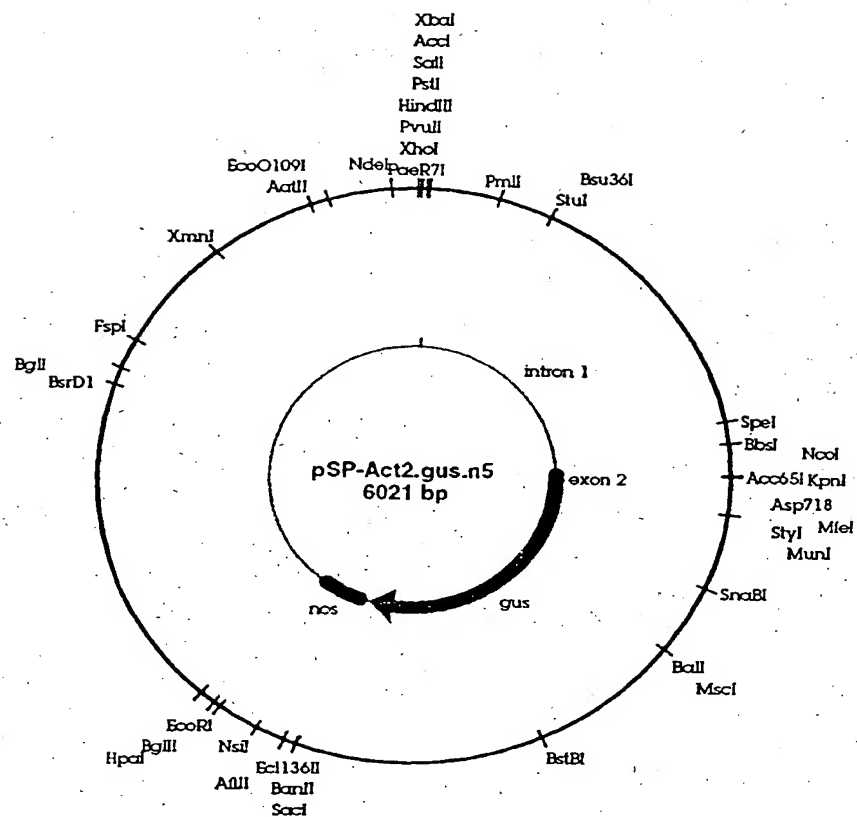 XbaI
AccI
SalI
PstI
HindIII
PvuII
XhoI
EcoO109I
NdeI
PaeR7I
PmlI
Bsu36I
AatII
StuI
XmnI
FspI
BglI
BsrD1
intron 1
SpeI
BbsI
NcoI
pSP-Act2.gus.n5
6021 bp
exon 2
Acc65I
KpnI
Asp718
StyI
MfeI
MunI
SnaBI
nos
gus
BalI
MscI
EcoRI
BglII
HpaI
NsiI
AflII
Ecl136II
BanII
SacI
BstBI